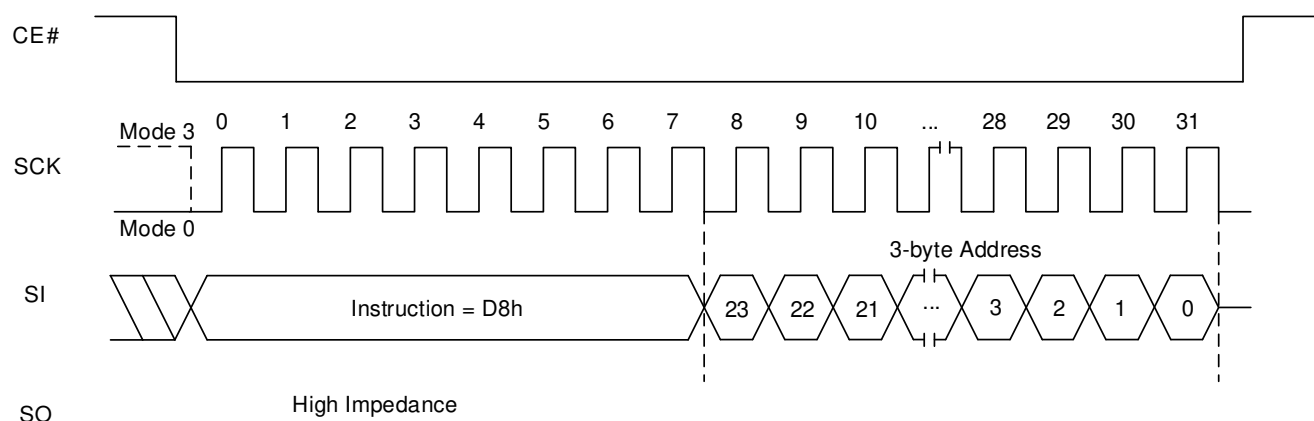 CE#
0 1 2 3 4 5 6 7 8 9 10 ... 28 29 30 31
Mode 3
SCK
Mode 0
3-byte Address
SI
Instruction = D8h 23 22 21 ... 3 2 1 0
High Impedance
SO